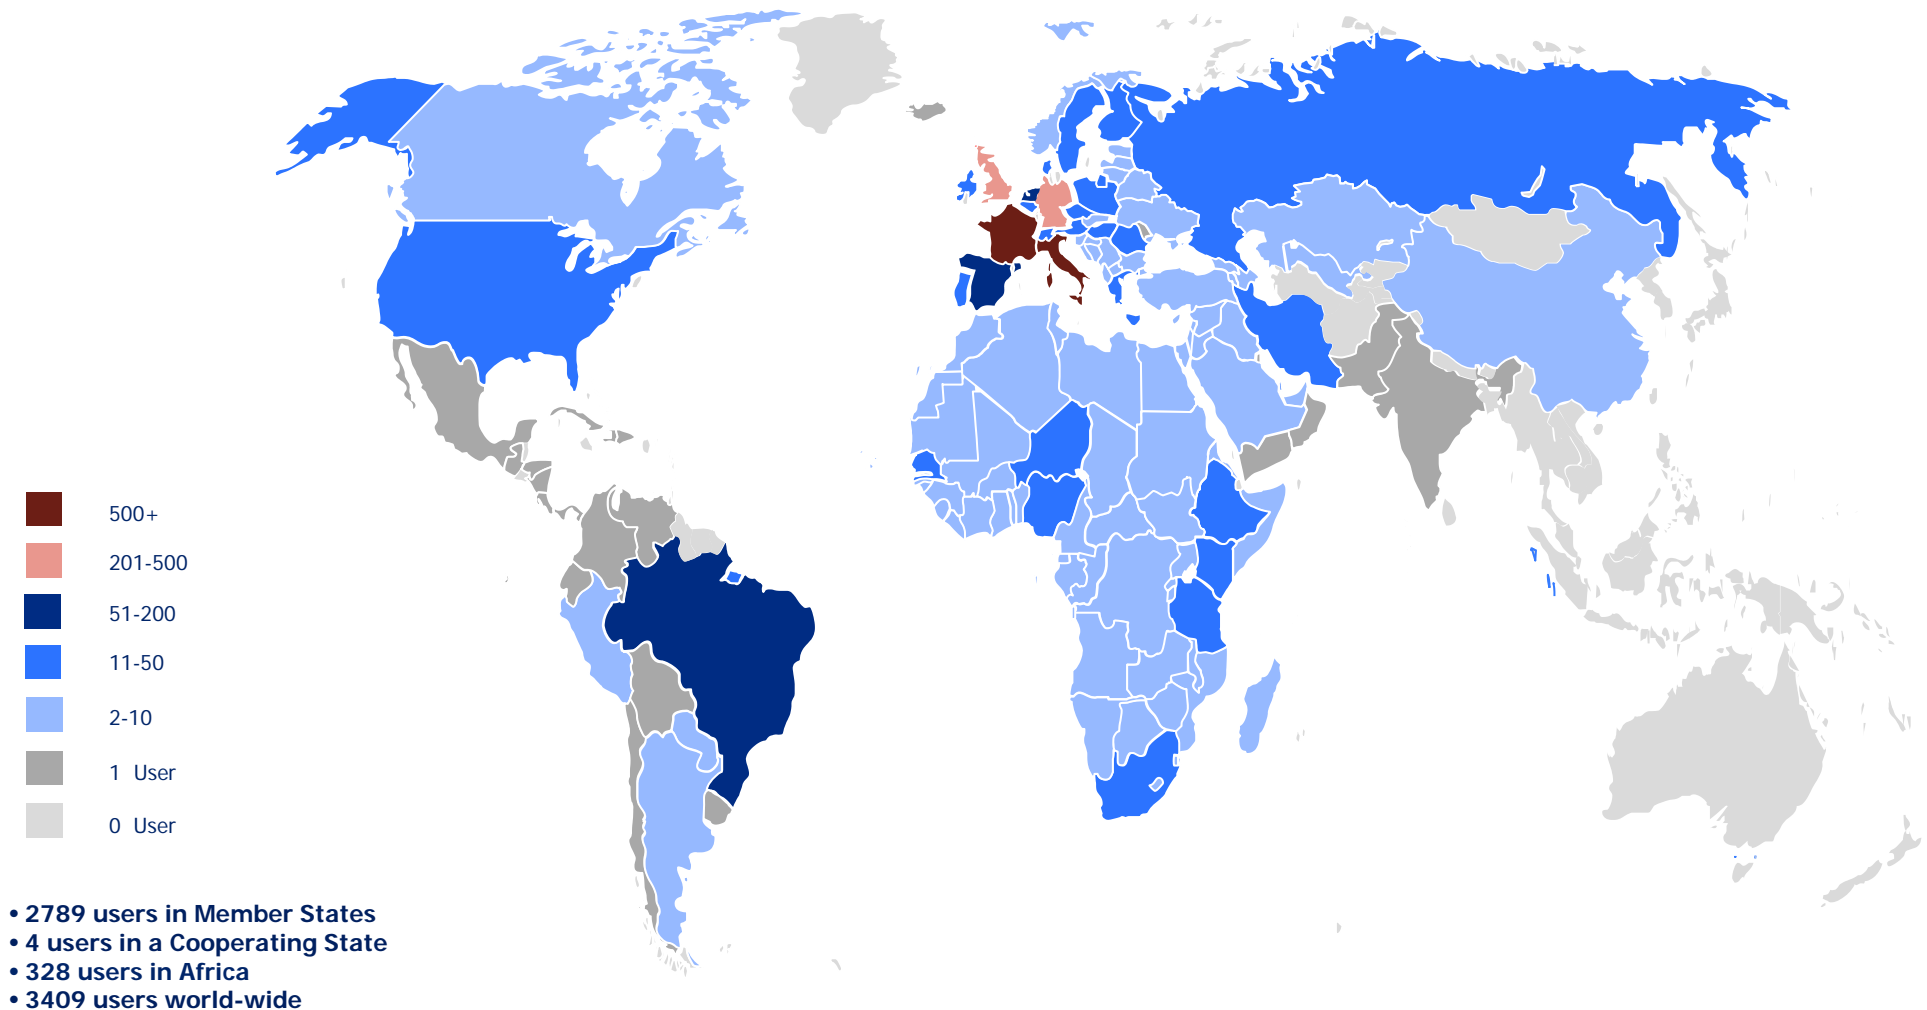 500+
201-500
51-200
11-50
2-10
1 User
0 User
• 2789 users in Member States
• 4 users in a Cooperating State
• 328 users in Africa
• 3409 users world-wide